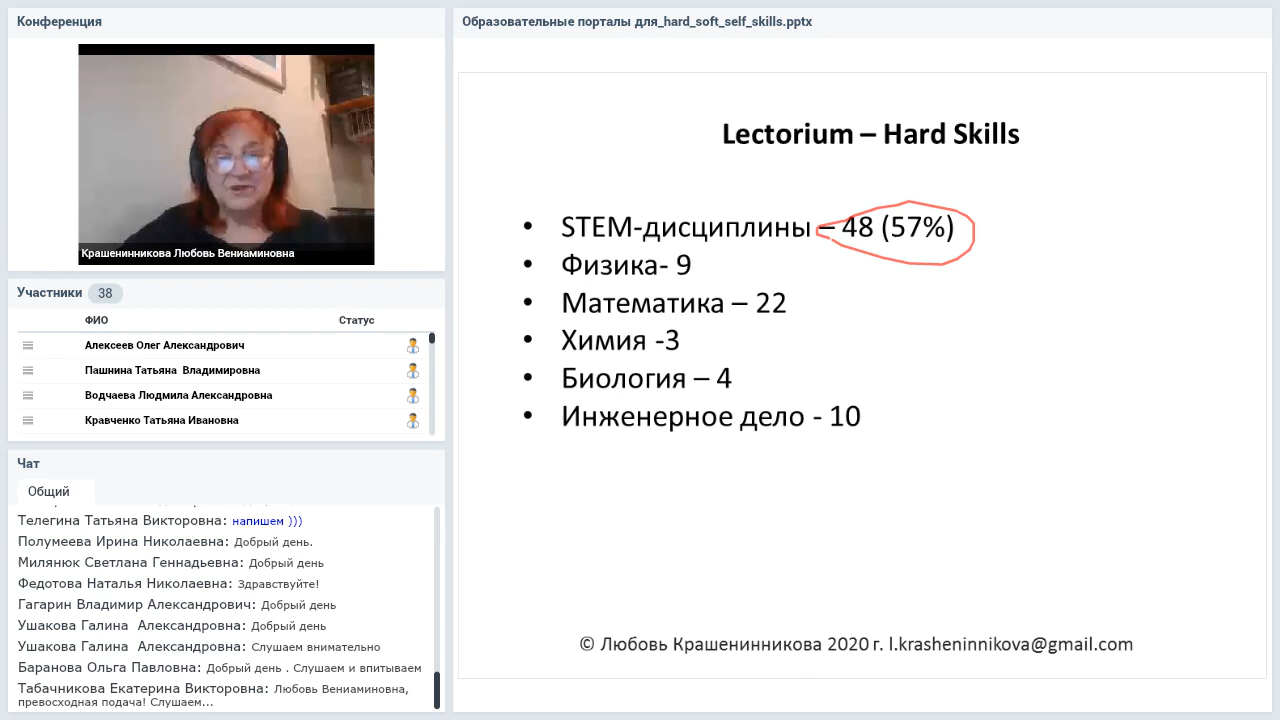 Конференция
Крашенинникова Любовь Вениаминовна
Участники 38
ФИО Статус
Алексеев Олег Александрович
Пашнина Татьяна Владимировна
Водчаева Людмила Александровна
Кравченко Татьяна Ивановна
Чат
Общий
Телегина Татьяна Викторовна: напишем )))
Полумеева Ирина Николаевна: Добрый день.
Милянюк Светлана Геннадьевна: Добрый день
Федотова Наталья Николаевна: Здравствуйте!
Гагарин Владимир Александрович: Добрый день
Ушакова Галина Александровна: Добрый день
Ушакова Галина Александровна: Слушаем внимательно
Баранова Ольга Павловна: Добрый день . Слушаем и впитываем
Табачникова Екатерина Викторовна: Любовь Вениаминовна,
превосходная подача! Слушаем...
Образовательные порталы для_hard_soft_self_skills.pptx
Lectorium – Hard Skills
• STEM-дисциплины – 48 (57%)
• Физика- 9
• Математика – 22
• Химия -3
• Биология – 4
• Инженерное дело - 10
© Любовь Крашенинникова 2020 г. l.krasheninnikova@gmail.com